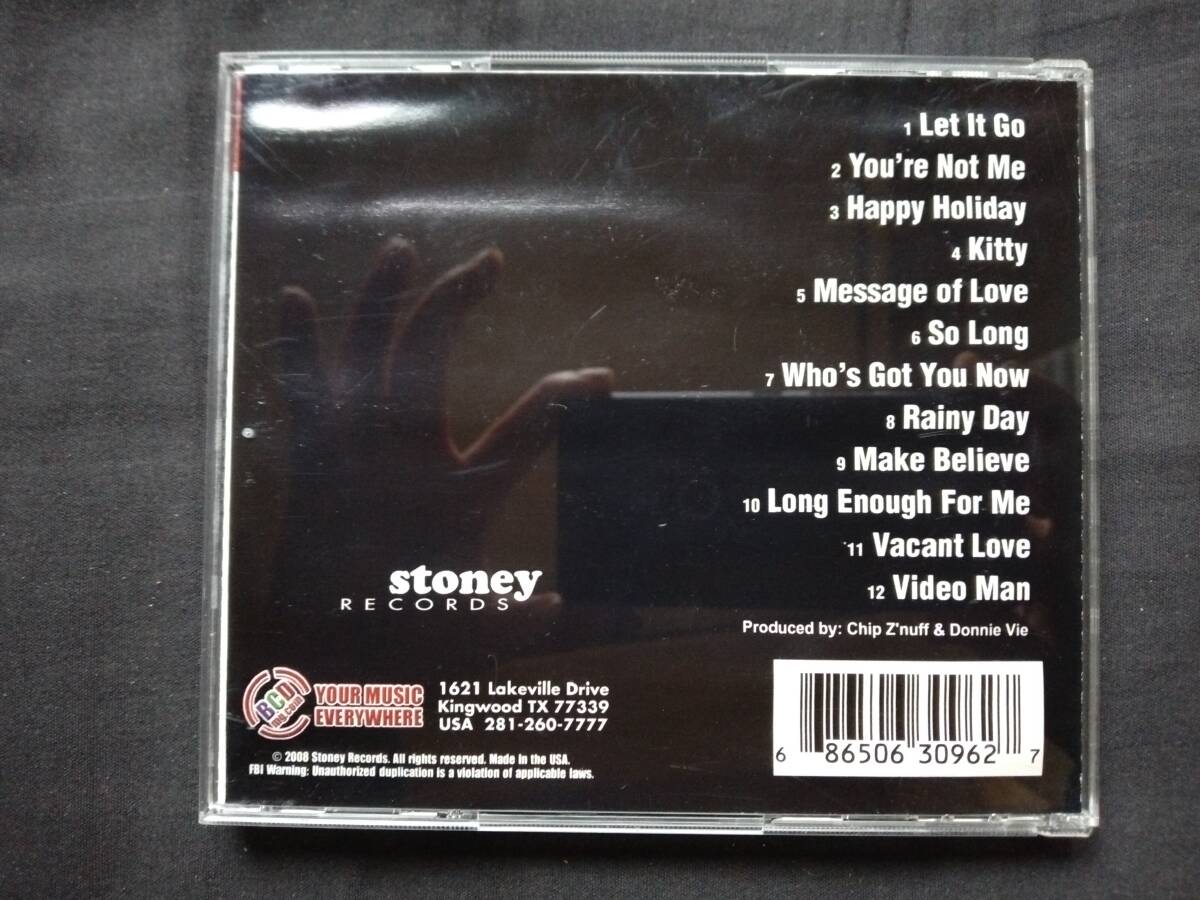 1 Let It Go
2 You're Not Me
3 Happy Holiday
4 Kitty
5 Message of Love
6 So Long
7 Who's Got You Now
8 Rainy Day
9 Make Believe
10 Long Enough For Me
11 Vacant Love
12 Video Man
Produced by: Chip Z'nuff & Donnie Vie
stoney
RECORDS
BCD
YOUR MUSIC
EVERYWHERE
1621 Lakeville Drive
Kingwood TX 77339
USA 281-260-7777
© 2008 Stoney Records. All rights reserved. Made in the USA.
FBI Warning: Unauthorized duplication is a violation of applicable laws.
6 86506 30962 7